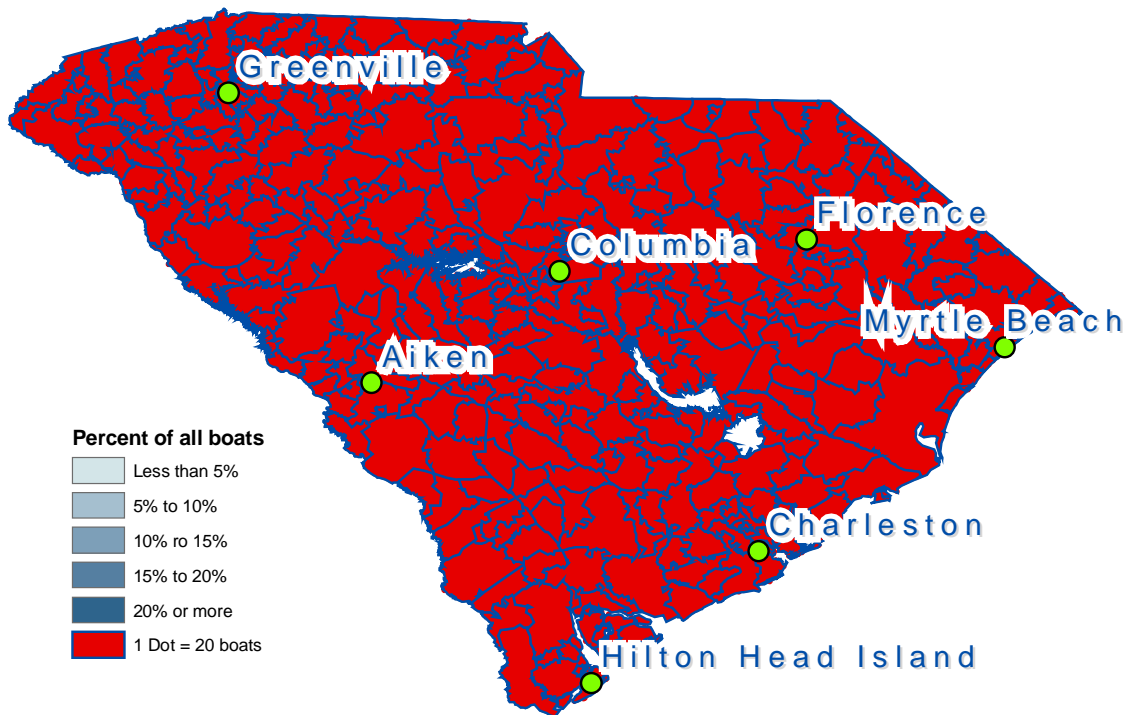 Greenville
Florence
Columbia
Myrtle Beach
Aiken
Percent of all boats
Less than 5%
5% to 10%
10% ro 15%
15% to 20%
20% or more
1 Dot = 20 boats
Charleston
Hilton Head Island